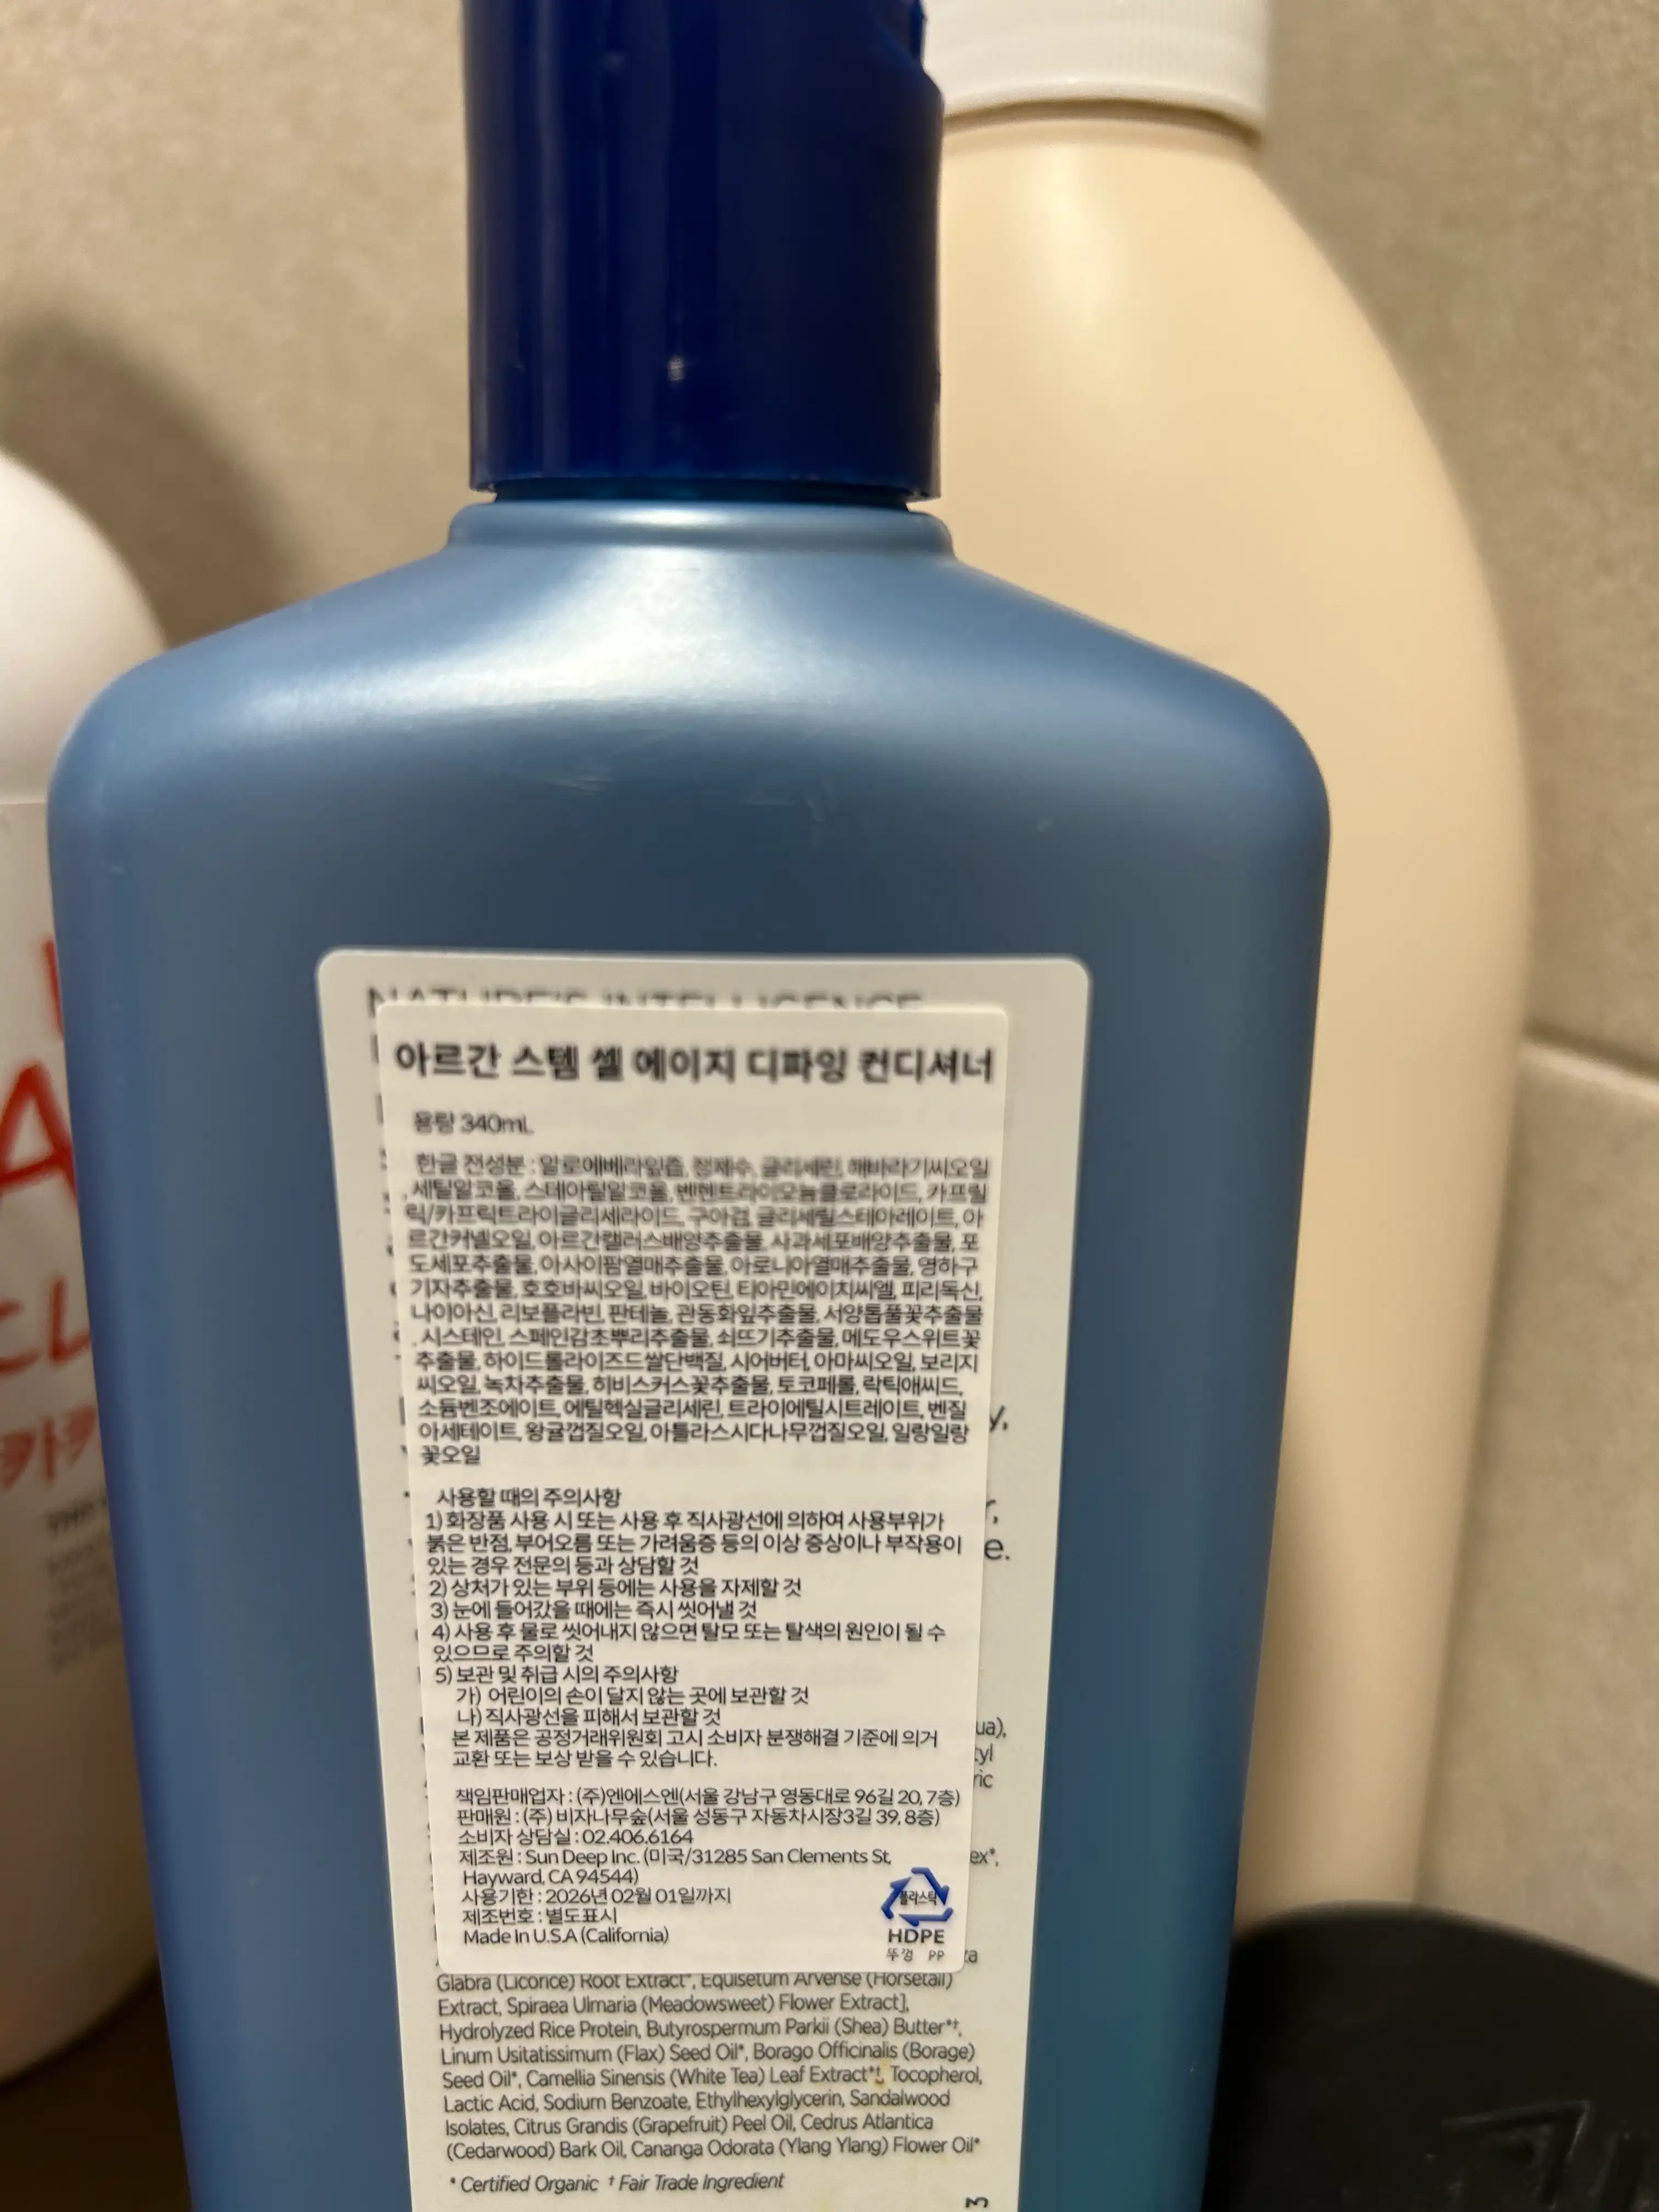 NATURE'S INTELLIGENCE
아르간 스템 셀 에이지 디파잉 컨디셔너
용량 340mL
한글 전성분 : 알로에베라잎즙, 정제수, 글리세린, 해바라기씨오일
, 세틸알코올, 스테아릴알코올, 벤헨트라이모늄클로라이드, 카프릴
릭/카프릭트라이글리세라이드, 구아검, 글리세릴스테아레이트, 아
르간커넬오일, 아르간캘러스배양추출물, 사과세포배양추출물, 포
도세포추출물, 아사이팜열매추출물, 아로니아열매추출물, 영하구
기자추출물, 호호바씨오일, 바이오틴, 티아민에이치씨엘, 피리독신,
나이아신, 리보플라빈, 판테놀, 관동화잎추출물, 서양톱풀꽃추출물
, 시스테인, 스페인감초뿌리추출물, 쇠뜨기추출물, 메도우스위트꽃
추출물, 하이드롤라이즈드쌀단백질, 시어버터, 아마씨오일, 보리지
씨오일, 녹차추출물, 히비스커스꽃추출물, 토코페롤, 락틱애씨드,
소듐벤조에이트, 에틸헥실글리세린, 트라이에틸시트레이트, 벤질
아세테이트, 왕귤껍질오일, 아틀라스시다나무껍질오일, 일랑일랑
꽃오일
사용할 때의 주의사항
1) 화장품 사용 시 또는 사용 후 직사광선에 의하여 사용부위가
붉은 반점, 부어오름 또는 가려움증 등의 이상 증상이나 부작용이
있는 경우 전문의 등과 상담할 것
2) 상처가 있는 부위 등에는 사용을 자제할 것
3) 눈에 들어갔을 때에는 즉시 씻어낼 것
4) 사용 후 물로 씻어내지 않으면 탈모 또는 탈색의 원인이 될 수
있으므로 주의할 것
5) 보관 및 취급 시의 주의사항
가) 어린이의 손이 닿지 않는 곳에 보관할 것
나) 직사광선을 피해서 보관할 것
본 제품은 공정거래위원회 고시 소비자 분쟁해결 기준에 의거
교환 또는 보상 받을 수 있습니다.
책임판매업자 : (주)엔에스엔(서울 강남구 영동대로 96길 20, 7층)
판매원 : (주) 비자나무숲(서울 성동구 자동차시장3길 39, 8층)
소비자 상담실 : 02.406.6164
제조원 : Sun Deep Inc. (미국/31285 San Clements St,
Hayward, CA 94544)
사용기한 : 2026년 02월 01일까지
제조번호 : 별도표시
Made In U.S.A (California)
플라스틱
HDPE
뚜껑 PP
Glabra (Licorice) Root Extract*, Equisetum Arvense (Horsetail)
Extract, Spiraea Ulmaria (Meadowsweet) Flower Extract],
Hydrolyzed Rice Protein, Butyrospermum Parkii (Shea) Butter*†,
Linum Usitatissimum (Flax) Seed Oil*, Borago Officinalis (Borage)
Seed Oil*, Camellia Sinensis (White Tea) Leaf Extract*†, Tocopherol,
Lactic Acid, Sodium Benzoate, Ethylhexylglycerin, Sandalwood
Isolates, Citrus Grandis (Grapefruit) Peel Oil, Cedrus Atlantica
(Cedarwood) Bark Oil, Cananga Odorata (Ylang Ylang) Flower Oil*
* Certified Organic † Fair Trade Ingredient